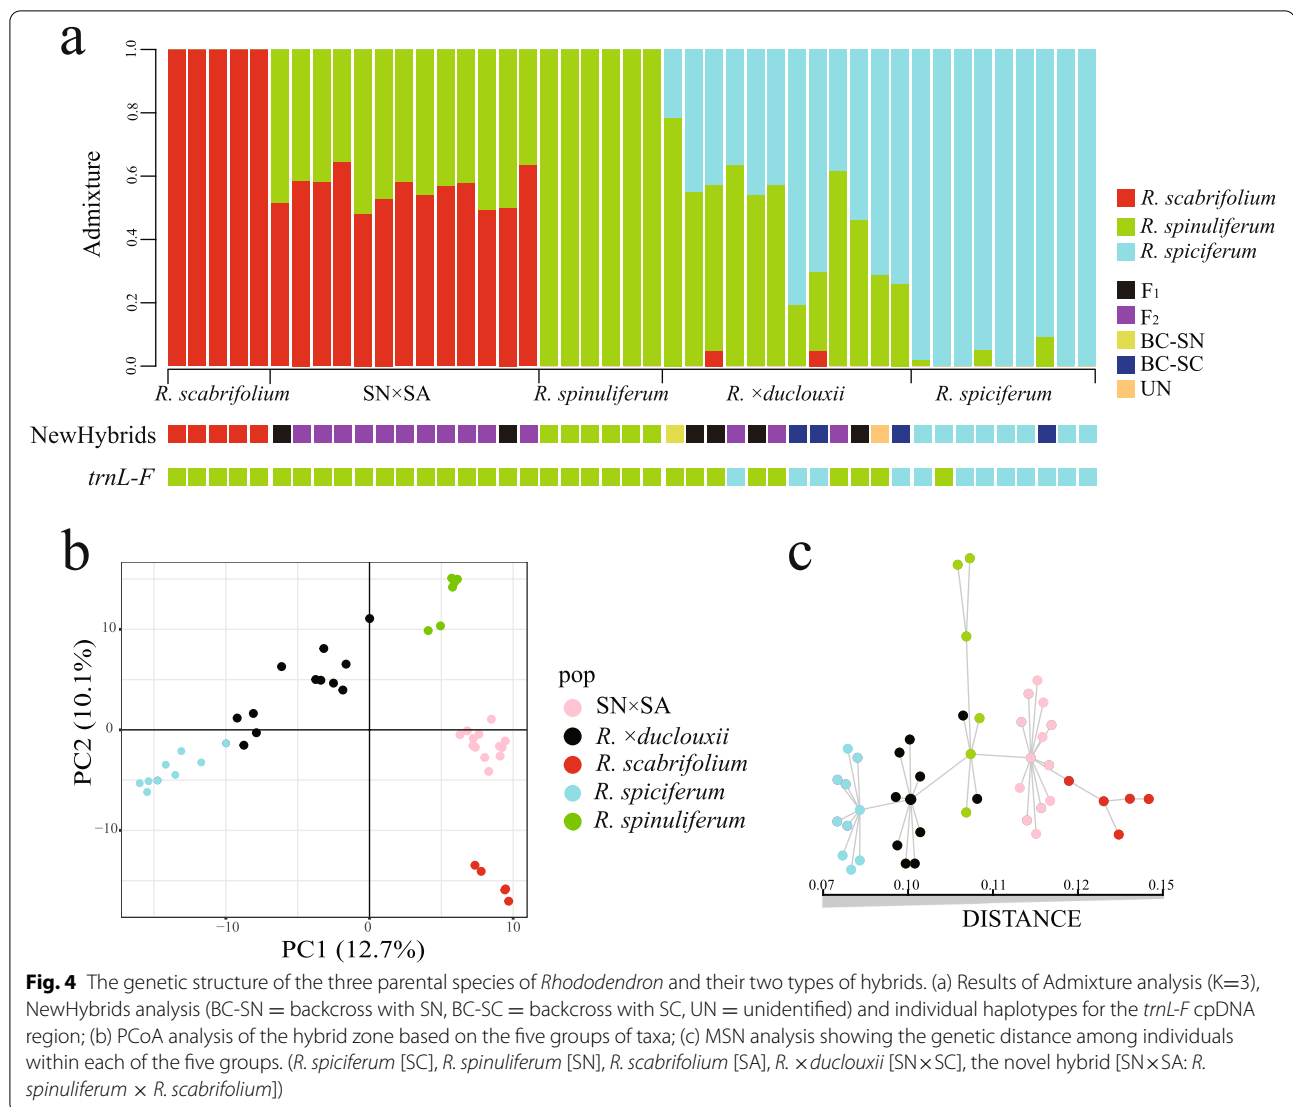 a
1.0
0.8
0.6
0.4
0.2
0.0
Admixture
R. scabrifolium
R. spinuliferum
R. spiciferum
F1
F2
BC-SN
BC-SC
UN
R. scabrifolium SN×SA R. spinuliferum R. ×duclouxii R. spiciferum
NewHybrids
trnL-F
b
10
0
−10
PC2 (10.1%)
−10 0 10
PC1 (12.7%)
pop
SN×SA
R. ×duclouxii
R. scabrifolium
R. spiciferum
R. spinuliferum
c
0.07 0.10 0.11 0.12 0.15
DISTANCE
Fig. 4 The genetic structure of the three parental species of Rhododendron and their two types of hybrids. (a) Results of Admixture analysis (K=3),
NewHybrids analysis (BC-SN = backcross with SN, BC-SC = backcross with SC, UN = unidentified) and individual haplotypes for the trnL-F cpDNA
region; (b) PCoA analysis of the hybrid zone based on the five groups of taxa; (c) MSN analysis showing the genetic distance among individuals
within each of the five groups. (R. spiciferum [SC], R. spinuliferum [SN], R. scabrifolium [SA], R. ×duclouxii [SN×SC], the novel hybrid [SN×SA: R.
spinuliferum × R. scabrifolium])